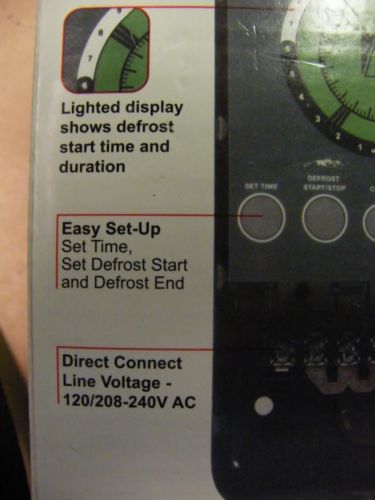 Lighted display
shows defrost
start time and
duration
SET TIME
DEFROST
START/STOP
Easy Set-Up
Set Time,
Set Defrost Start
and Defrost End
Direct Connect
Line Voltage -
120/208-240V AC